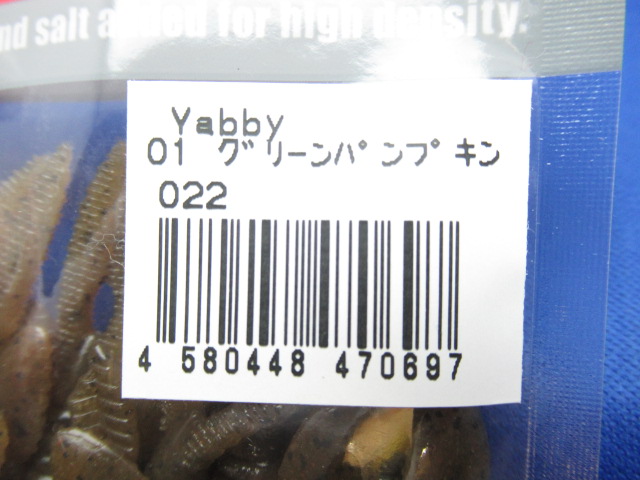 nd salt added for high density.
Yabby
01 グリーンパンプキン
022
4 580448 470697